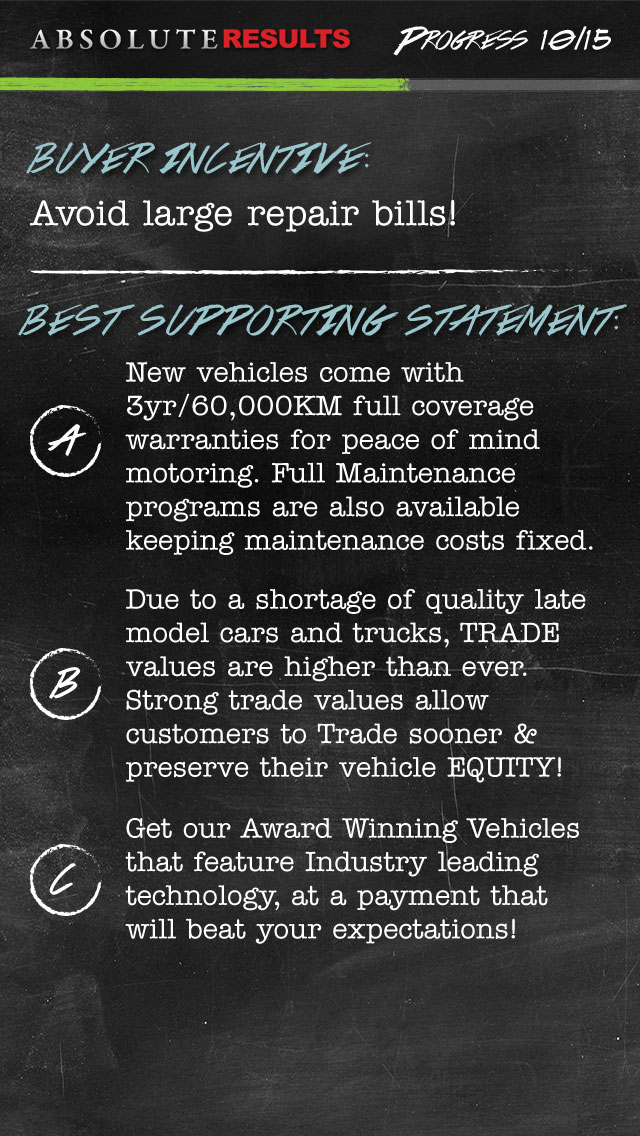 ABSOLUTERESULTS
PROGRESS 10/15
BUYER INCENTIVE:
Avoid large repair bills!
BEST SUPPORTING STATEMENT:
A
New vehicles come with
3yr/60,000KM full coverage
warranties for peace of mind
motoring. Full Maintenance
programs are also available
keeping maintenance costs fixed.
B
Due to a shortage of quality late
model cars and trucks, TRADE
values are higher than ever.
Strong trade values allow
customers to Trade sooner &
preserve their vehicle EQUITY!
C
Get our Award Winning Vehicles
that feature Industry leading
technology, at a payment that
will beat your expectations!